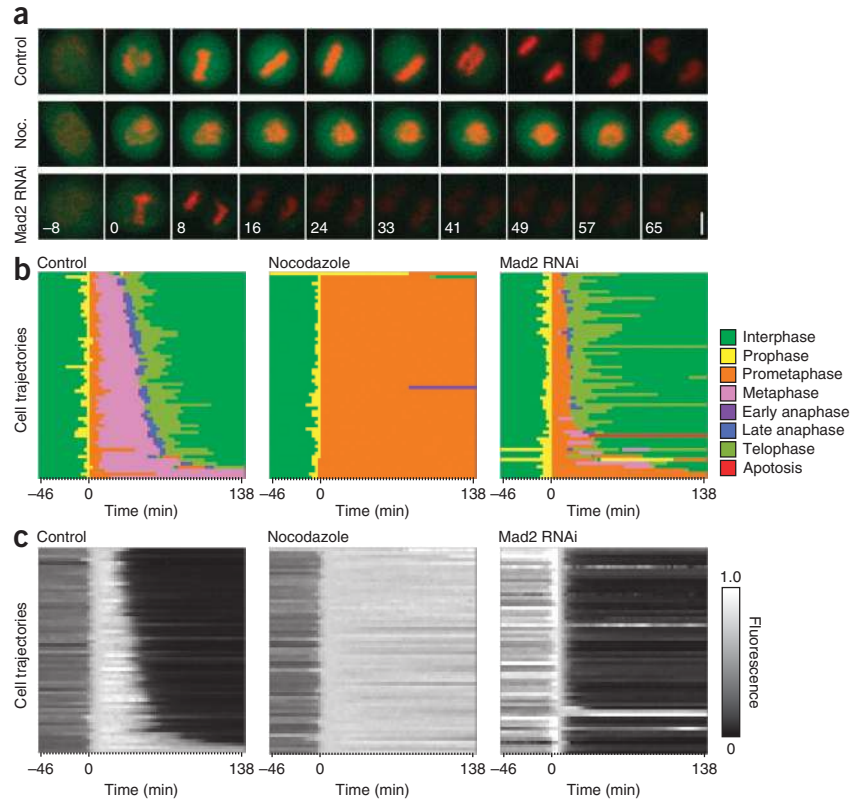 a
Control
Noc.
Mad2 RNAi
–8
0
8
16
24
33
41
49
57
65
b
Control
Nocodazole
Mad2 RNAi
Cell trajectories
–46
0
138
–46
0
138
–46
0
138
Time (min)
Time (min)
Time (min)
Interphase
Prophase
Prometaphase
Metaphase
Early anaphase
Late anaphase
Telophase
Apotosis
c
Control
Nocodazole
Mad2 RNAi
Cell trajectories
–46
0
138
–46
0
138
–46
0
138
Time (min)
Time (min)
Time (min)
1.0
Fluorescence
0